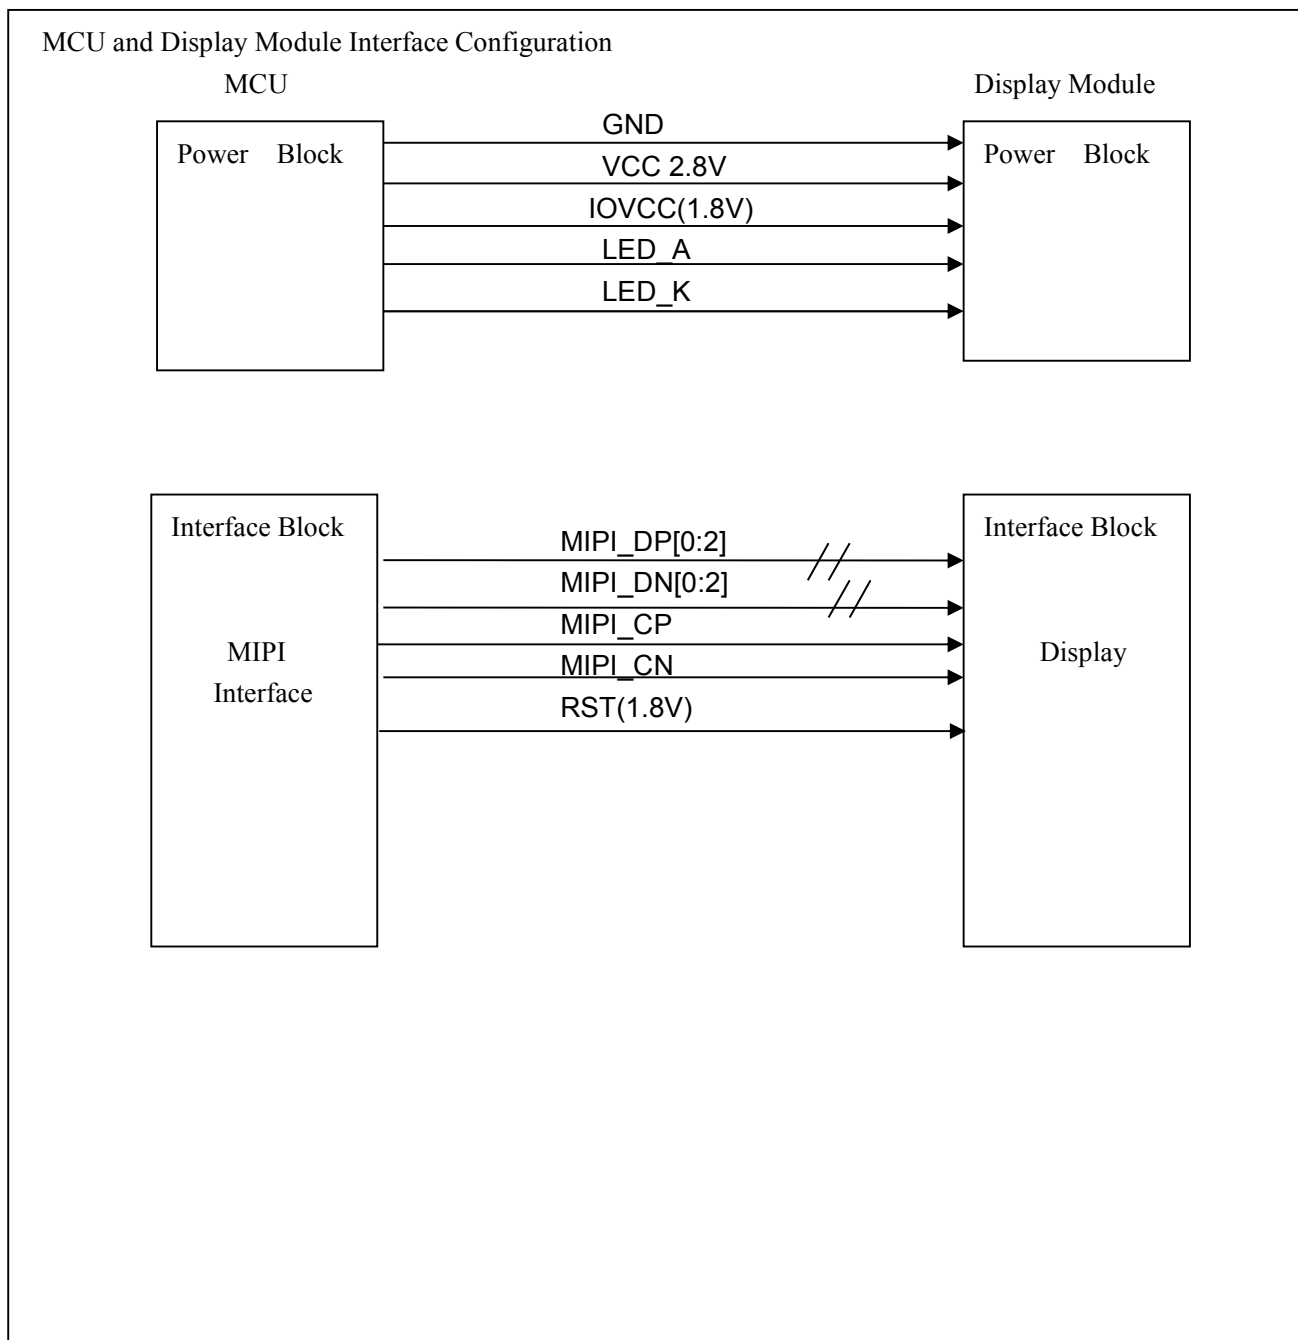 MCU and Display Module Interface Configuration
MCU
Display Module
Power Block
Power Block
GND
VCC 2.8V
IOVCC(1.8V)
LED_A
LED_K
Interface Block
Interface Block
MIPI_DP[0:2]
MIPI_DN[0:2]
MIPI_CP
MIPI_CN
RST(1.8V)
MIPI
Interface
Display